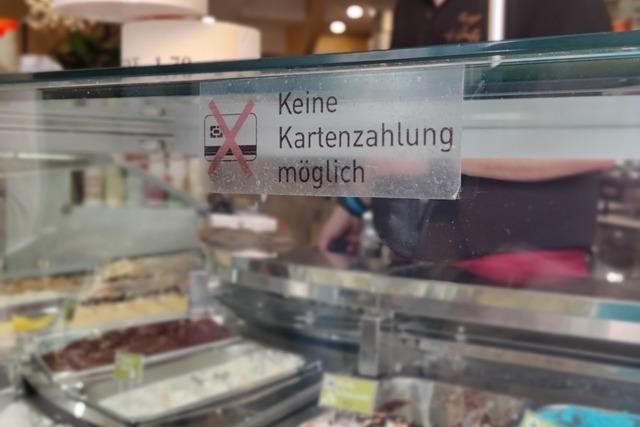 Keine
Kartenzahlung
möglich